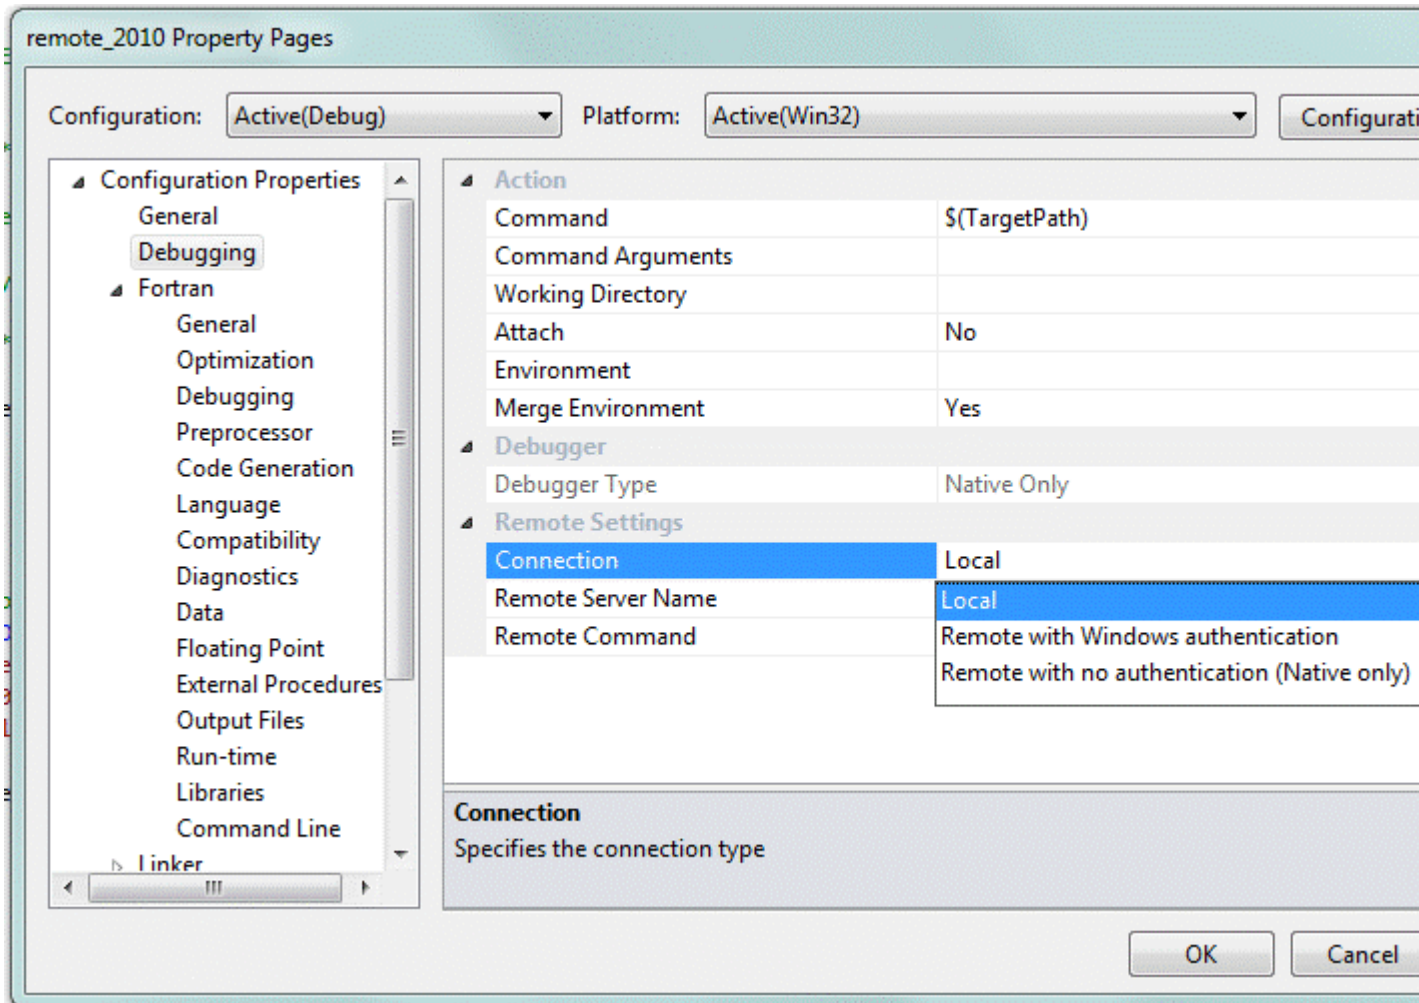 remote_2010 Property Pages
Configuration: Active(Debug) Platform: Active(Win32) Configurati
Configuration Properties
General
Debugging
Fortran
General
Optimization
Debugging
Preprocessor
Code Generation
Language
Compatibility
Diagnostics
Data
Floating Point
External Procedures
Output Files
Run-time
Libraries
Command Line
Linker
Action
Command $(TargetPath)
Command Arguments
Working Directory
Attach No
Environment
Merge Environment Yes
Debugger
Debugger Type Native Only
Remote Settings
Connection Local
Remote Server Name Local
Remote Command Remote with Windows authentication
Remote with no authentication (Native only)
Connection
Specifies the connection type
OK Cancel